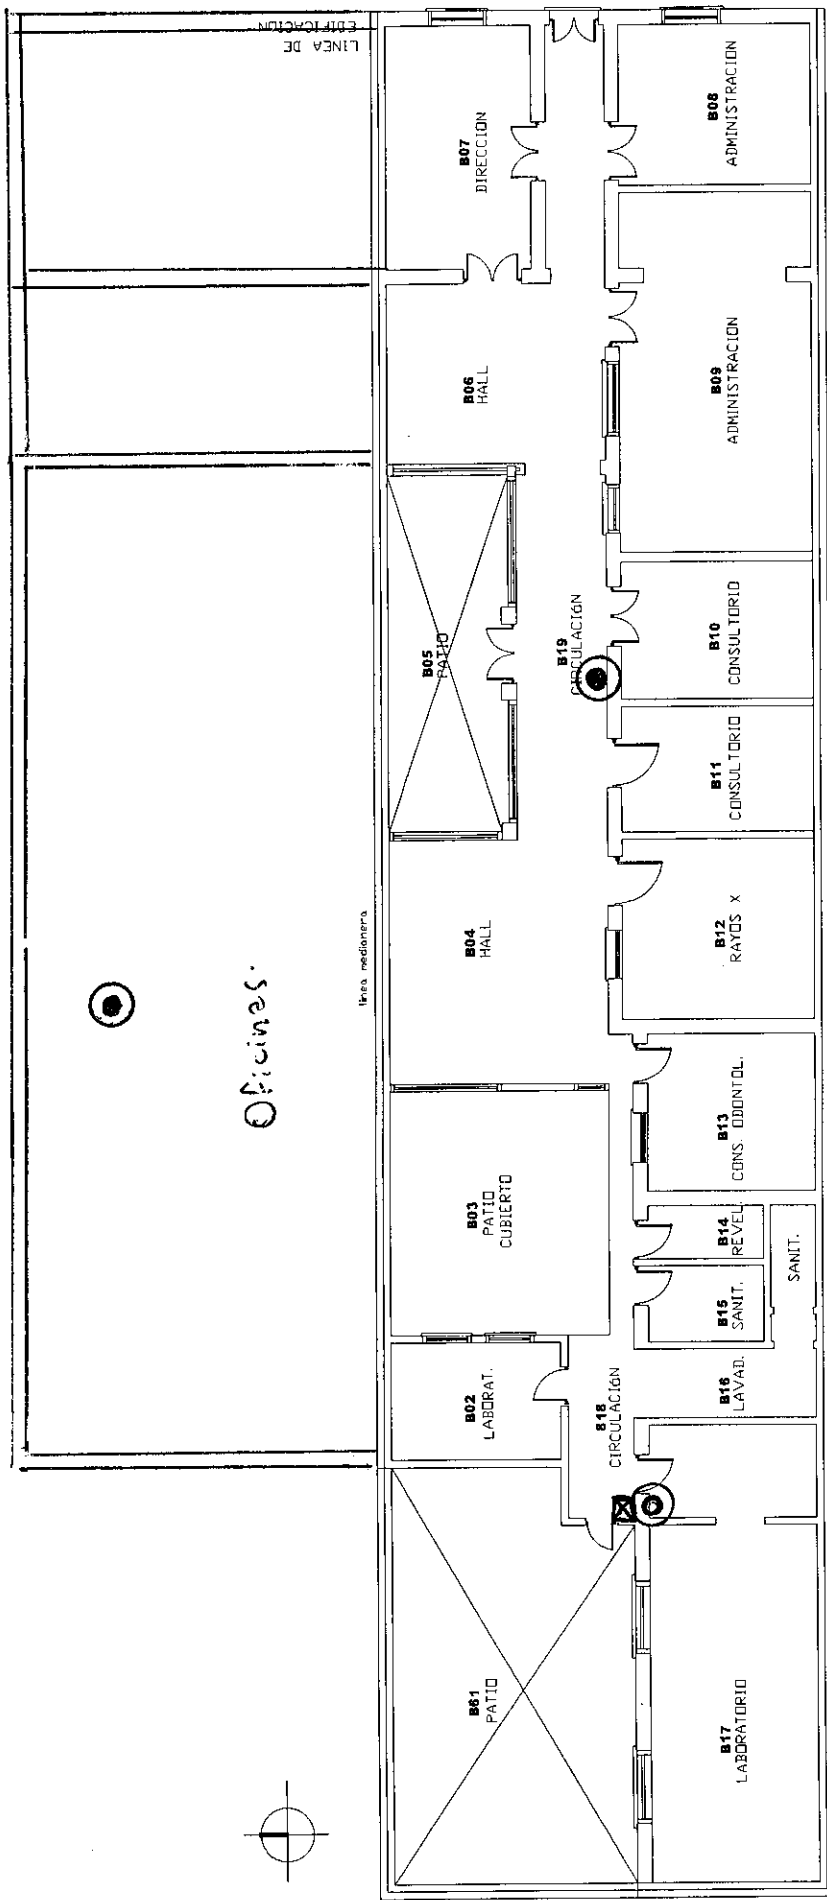 LINEA DE
EDIFICACION
B07
DIRECCION
B08
ADMINISTRACION
B06
HALL
B09
ADMINISTRACION
B05
PATIO
B19
CIRCULACIÓN
B10
CONSULTORIO
B11
CONSULTORIO
B04
HALL
B12
RAYOS X
línea medianera
Oficinas.
B03
PATIO
CUBIERTO
B13
CONS. ODONTOL.
B14
REVEL.
B15
SANIT.
SANIT.
B02
LABORAT.
B18
CIRCULACIÓN
B16
LAVAD.
B61
PATIO
B17
LABORATORIO